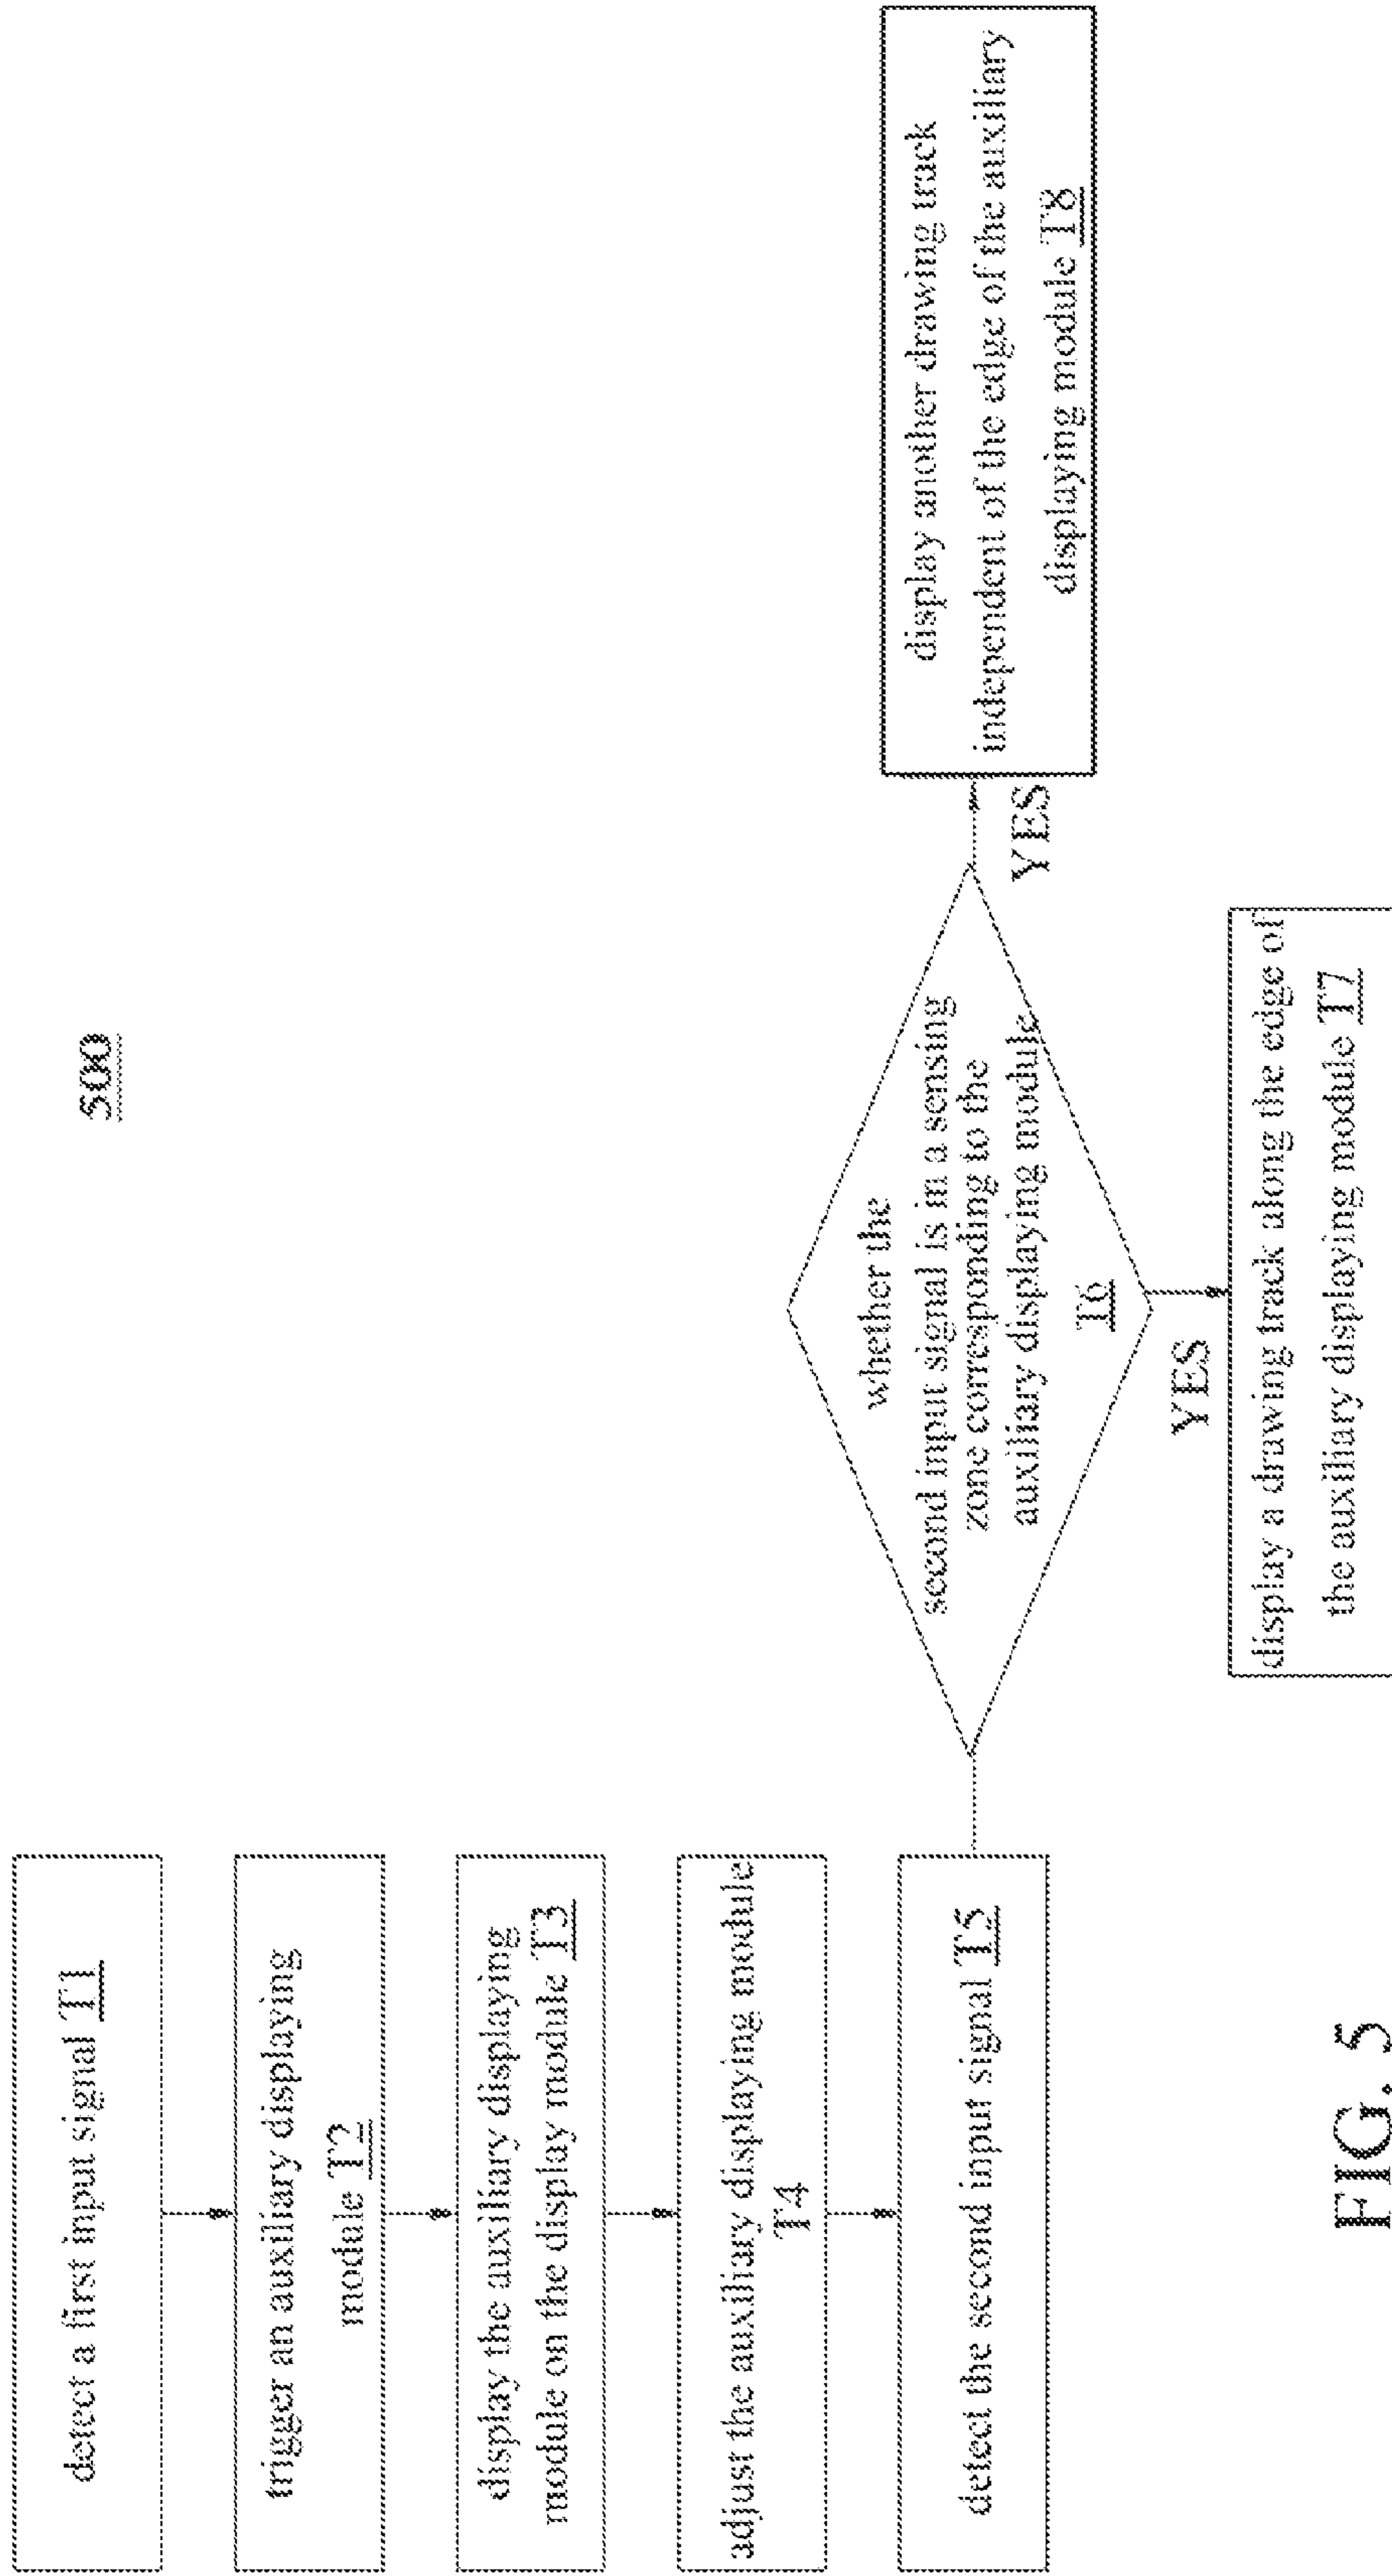 500
detect a first input signal T1
trigger an auxiliary displaying
module T2
display the auxiliary displaying
module on the display module T3
adjust the auxiliary displaying module
T4
detect the second input signal T5
whether the
second input signal is in a sensing
zone corresponding to the
auxiliary displaying module
T6
YES
display another drawing track
independent of the edge of the auxiliary
displaying module T8
YES
display a drawing track along the edge of
the auxiliary displaying module T7
FIG. 5